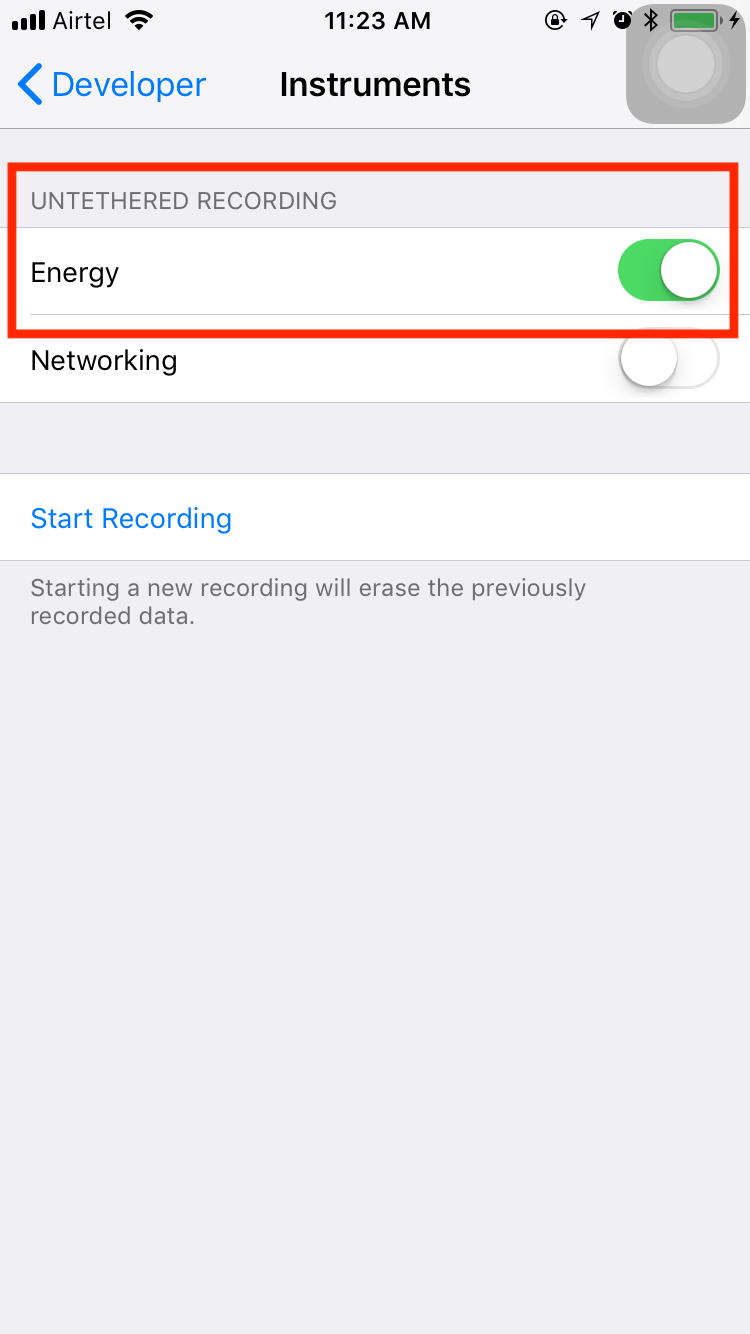 Airtel 11:23 AM
Developer Instruments
UNTETHERED RECORDING
Energy
Networking
Start Recording
Starting a new recording will erase the previously
recorded data.